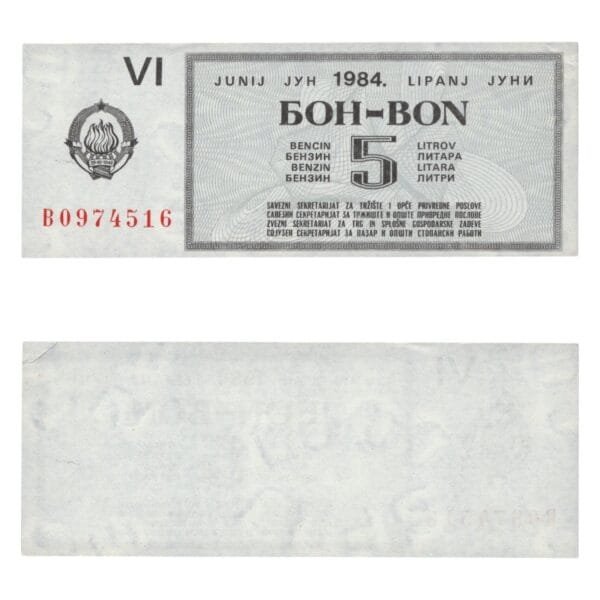 VI
JUNIJ ЈУН 1984. LIPANJ ЈУНИ
БОН-BON
BENCIN 5 LITROV
БЕНЗИН ЛИТАРА
BENZIN LITARA
БЕНЗИН ЛИТРИ
B0974516
SAVEZNI SEKRETARIJAT ZA TRŽIŠTE I OPĆE PRIVREDNE POSLOVE
САВЕЗНИ СЕКРЕТАРИЈАТ ЗА ТРЖИШТЕ И ОПШТЕ ПРИВРЕДНЕ ПОСЛОВЕ
ZVEZNI SEKRETARIAT ZA TRG IN SPLOŠNE GOSPODARSKE ZADEVE
СОЈУЗЕН СЕКРЕТАРИЈАТ ЗА ПАЗАР И ОПШТИ СТОПАНСКИ РАБОТИ